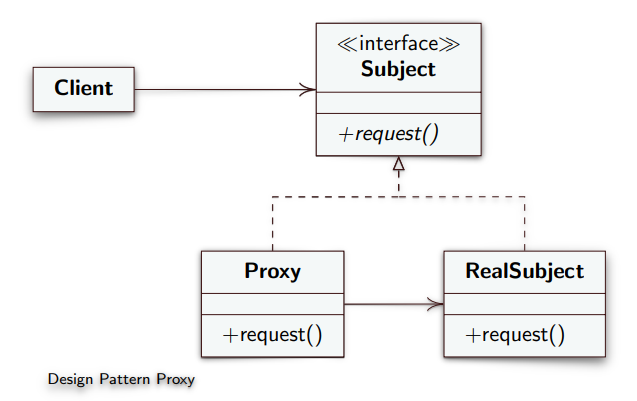 ≪interface≫
Subject
Client
+request()
Proxy
RealSubject
+request()
+request()
Design Pattern Proxy